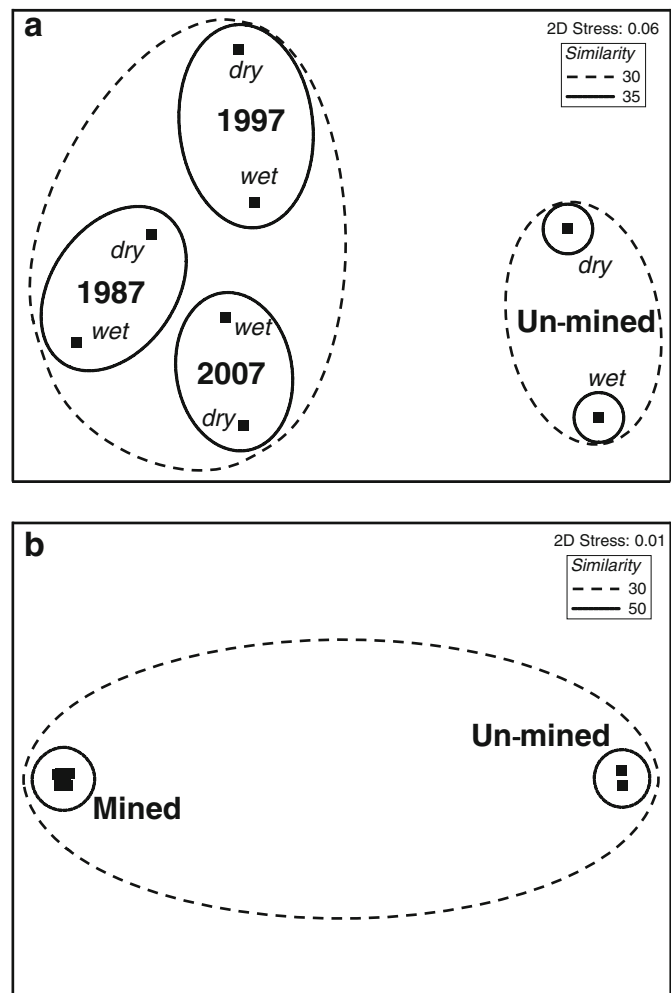 a
2D Stress: 0.06
Similarity
30
35
dry
1997
wet
dry
1987
wet
wet
2007
dry
dry
Un-mined
wet
b
2D Stress: 0.01
Similarity
30
50
Un-mined
Mined